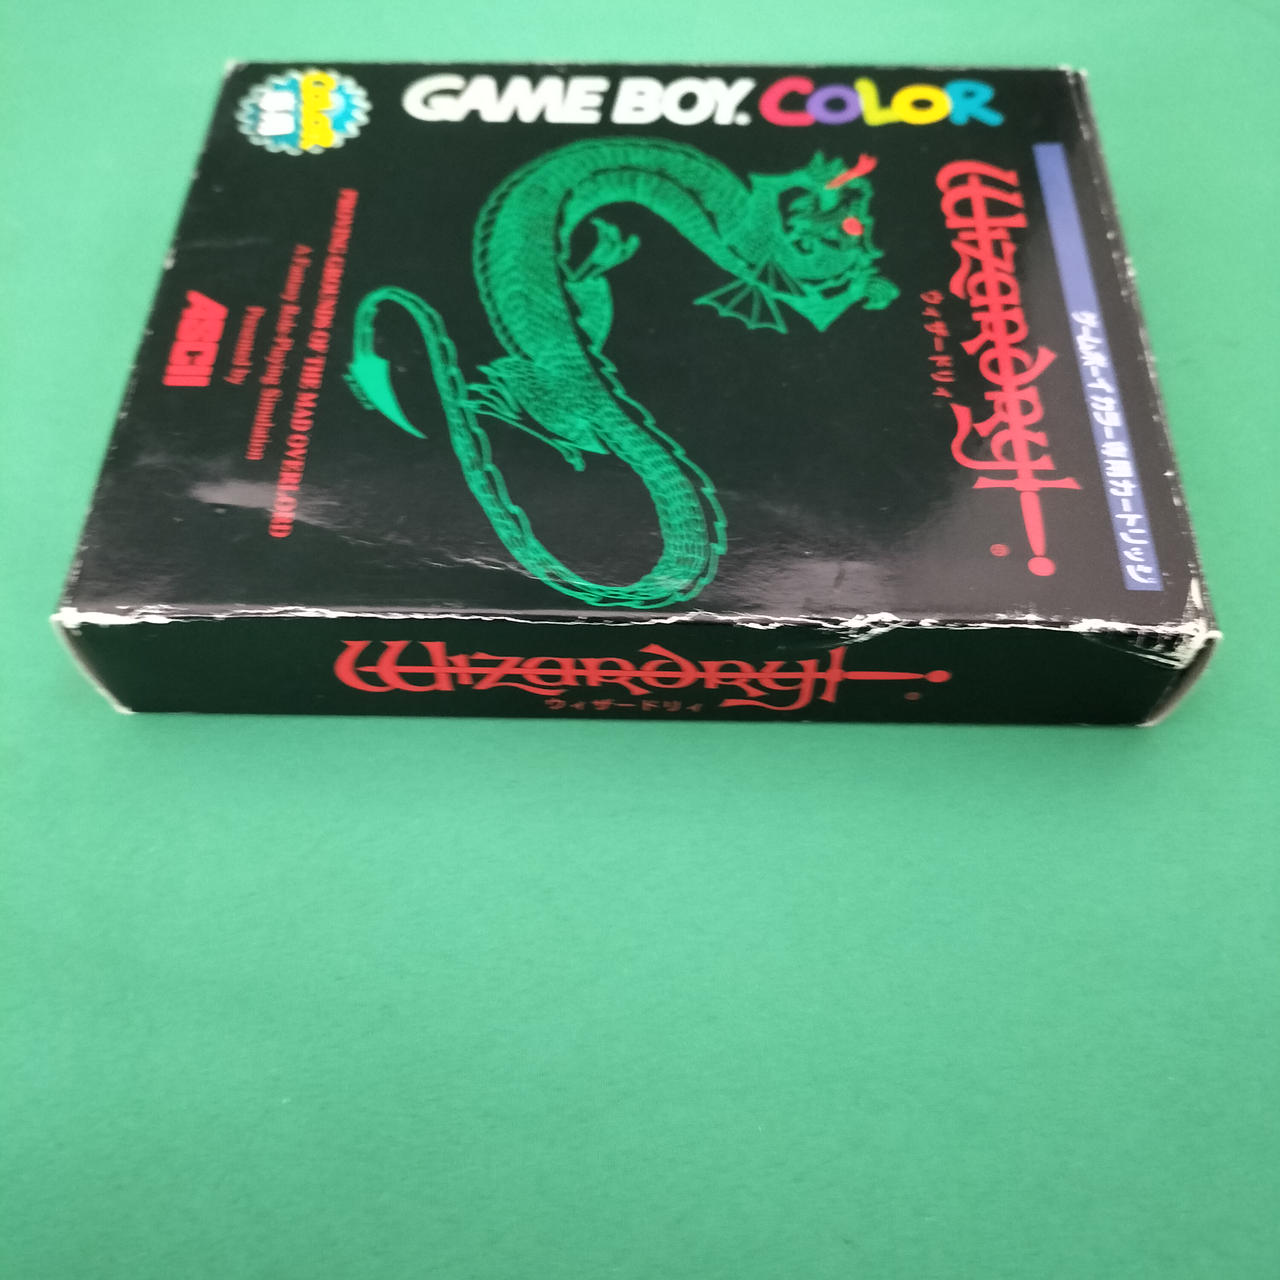 GAME BOY. COLOR
ゲームボーイカラー専用カートリッジ
Wizardry!
®
ウィザードリィ
PROVING GROUNDS OF THE MAD OVERLORD
A Fantasy Role-Playing Simulation
Presented by
ASCII
COLOR
Wizardry!
®
ウィザードリィ